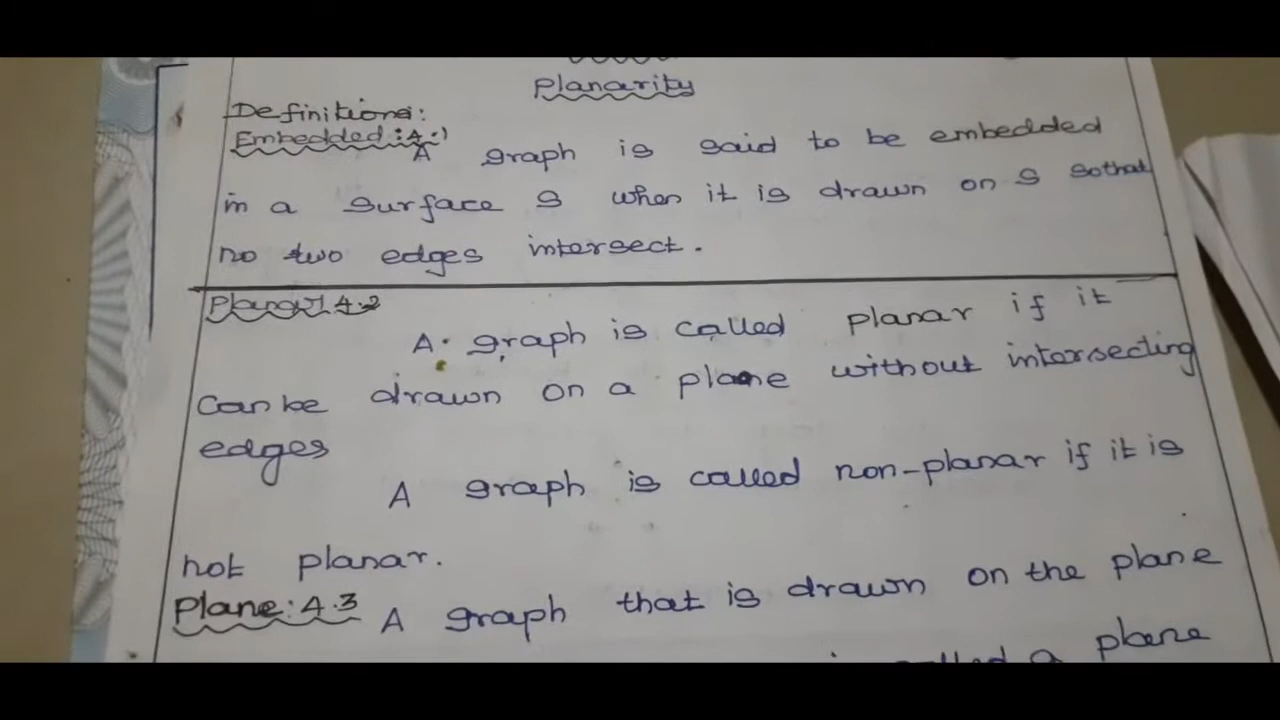 Planarity
Definitions:
Embedded: 4.1
A graph is said to be embedded
in a surface S when it is drawn on S sothat
no two edges intersect.
Planar 4.2
A graph is called planar if it
can be drawn on a plane without intersecting
edges
A graph is called non-planar if it is
not planar.
Plane: 4.3
A graph that is drawn on the plane
called a plane